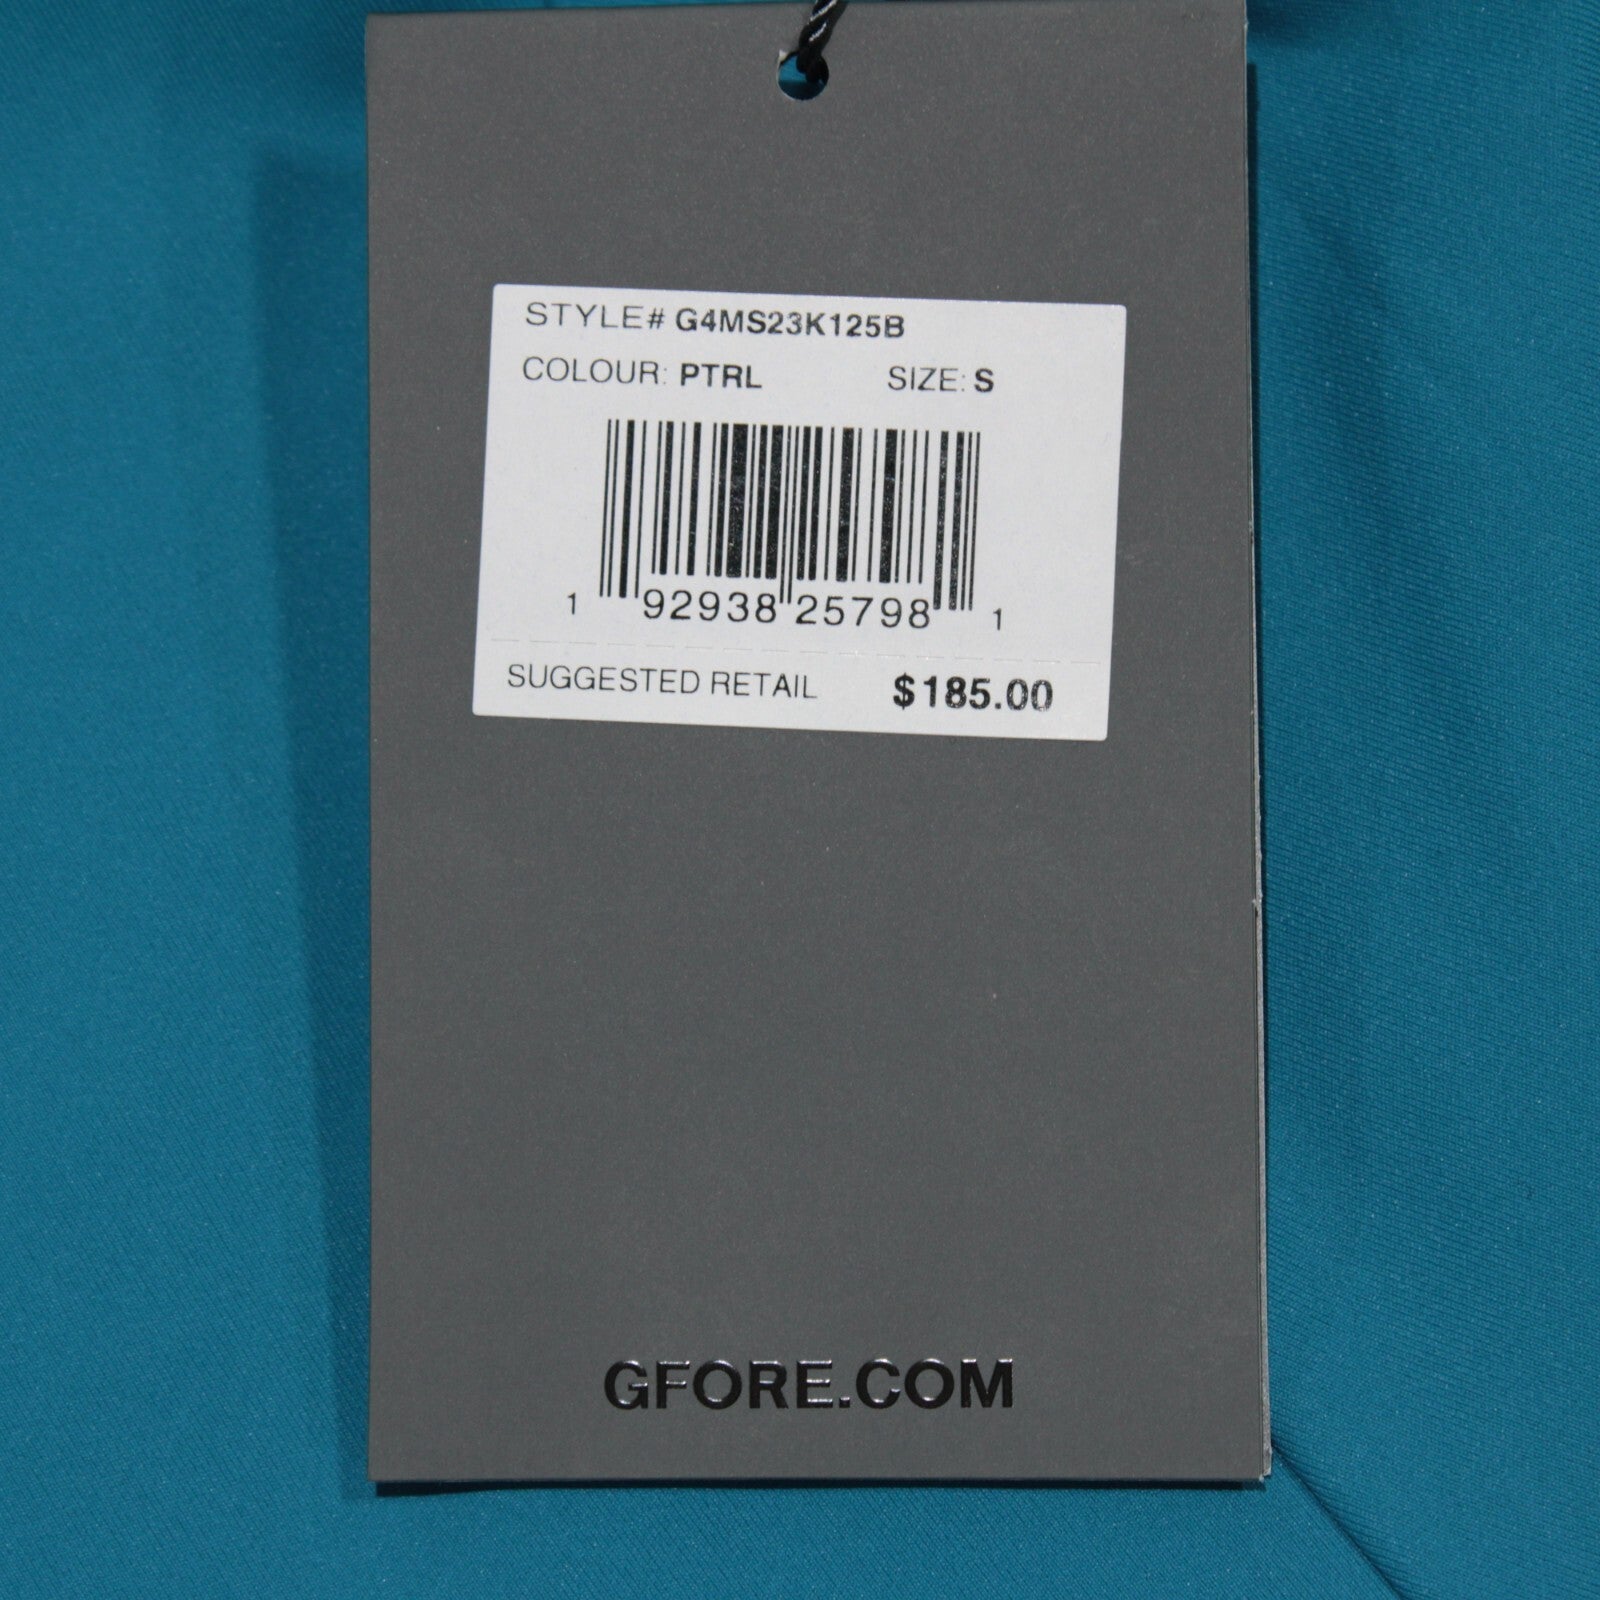 STYLE# G4MS23K125B
COLOUR: PTRL SIZE: S
1 92938 25798 1
SUGGESTED RETAIL $185.00
GFORE.COM